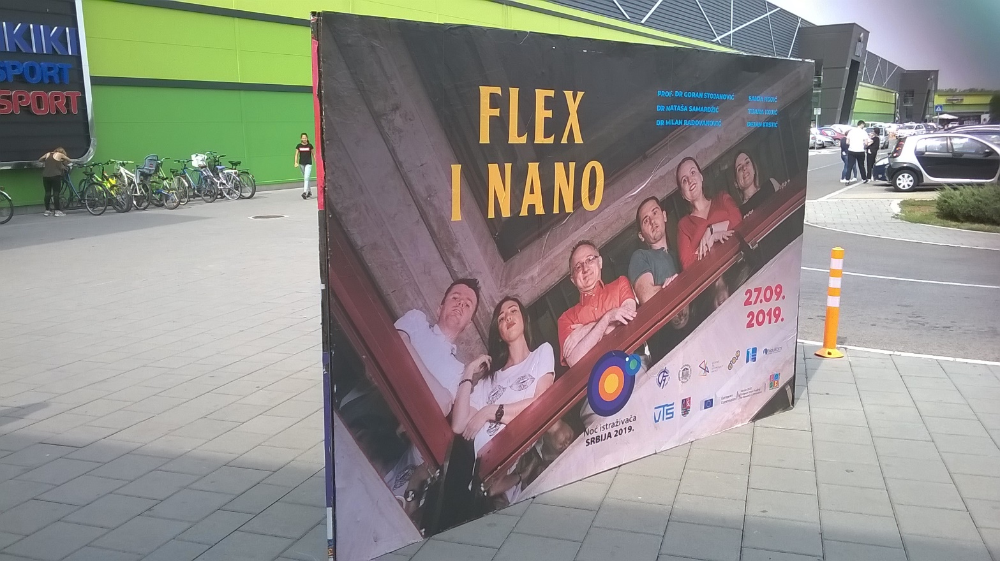 KIKI
SPORT
SPORT
FLEX
I NANO
PROF. DR GORAN STOJANOVIĆ
DR NATAŠA SAMARDŽIĆ
DR MILAN RADOVANOVIĆ
SANJA KOJIĆ
TIJANA KOJIĆ
DEJAN KRSTIĆ
27.09.
2019.
Noć istraživača
SRBIJA 2019.
VTS
European
Commission